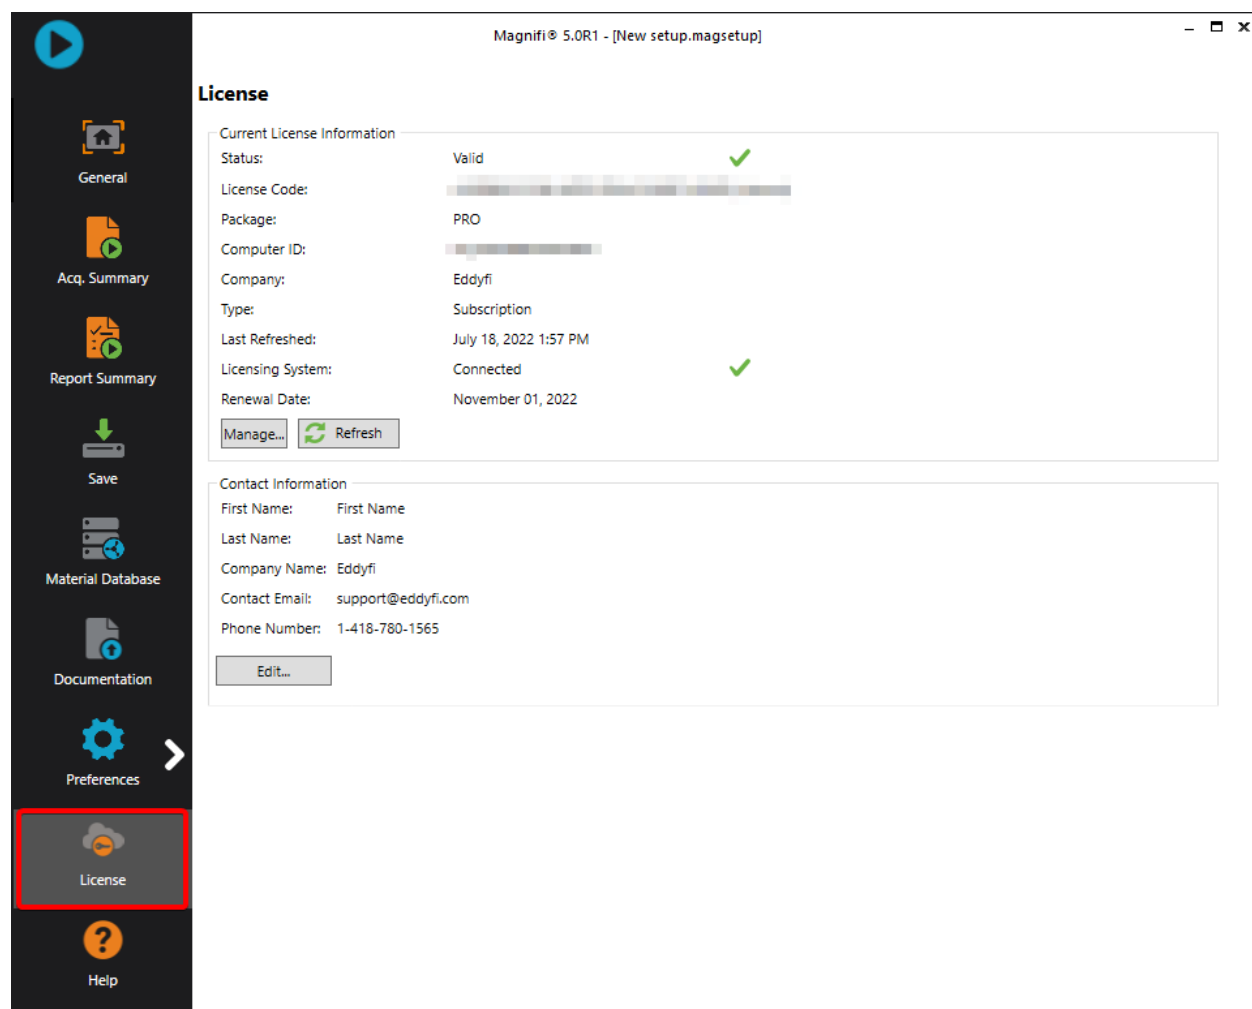 Magnifi® 5.0R1 - [New setup.magsetup]
License
General
Acq. Summary
Report Summary
Save
Material Database
Documentation
Preferences
License
Help
Current License Information
Status: Valid
License Code:
Package: PRO
Computer ID:
Company: Eddyfi
Type: Subscription
Last Refreshed: July 18, 2022 1:57 PM
Licensing System: Connected
Renewal Date: November 01, 2022
Manage... Refresh
Contact Information
First Name: First Name
Last Name: Last Name
Company Name: Eddyfi
Contact Email: support@eddyfi.com
Phone Number: 1-418-780-1565
Edit...